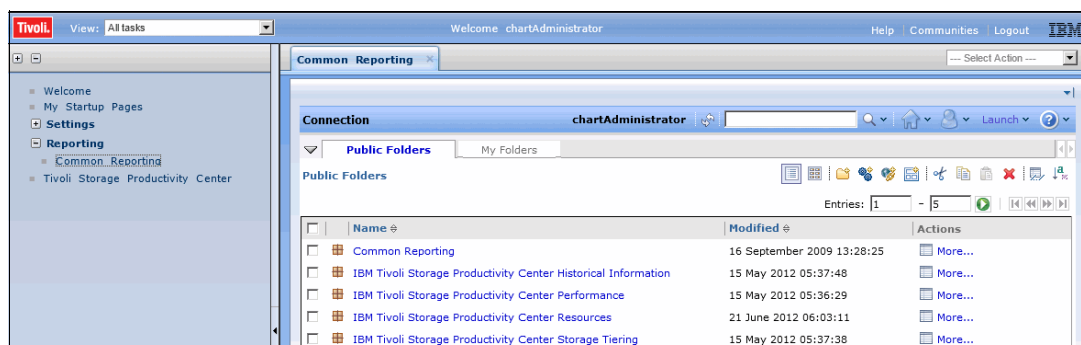 Tivoli. View: All tasks Welcome chartAdministrator Help Communities Logout IBM
Common Reporting × --- Select Action ---
Welcome
My Startup Pages
Settings
Reporting
Common Reporting
Tivoli Storage Productivity Center
Connection chartAdministrator Launch
Public Folders My Folders
Public Folders
Entries: 1 - 5
Name Modified Actions
Common Reporting 16 September 2009 13:28:25 More...
IBM Tivoli Storage Productivity Center Historical Information 15 May 2012 05:37:48 More...
IBM Tivoli Storage Productivity Center Performance 15 May 2012 05:36:29 More...
IBM Tivoli Storage Productivity Center Resources 21 June 2012 06:03:11 More...
IBM Tivoli Storage Productivity Center Storage Tiering 15 May 2012 05:37:38 More...